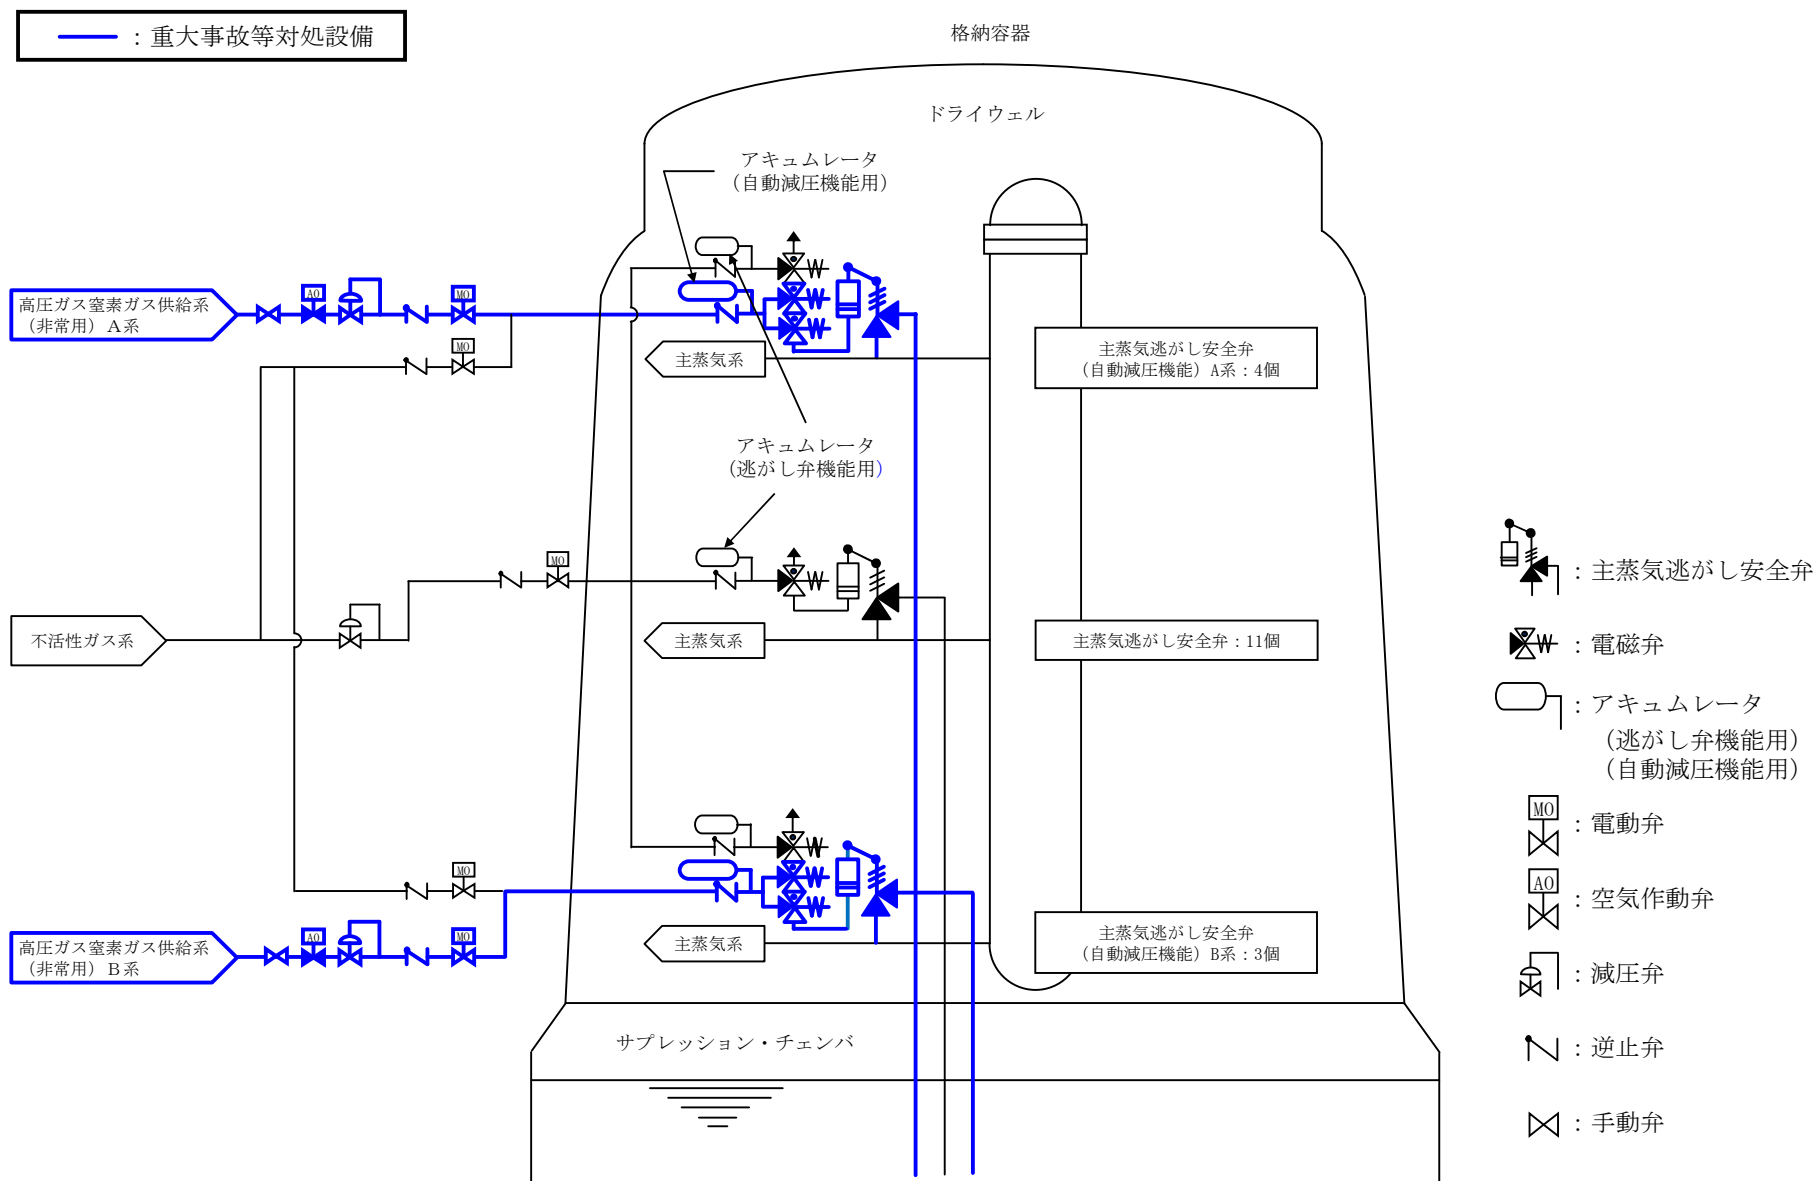 ：重大事故等対処設備
格納容器
ドライウェル
アキュムレータ
（自動減圧機能用）
高圧ガス窒素ガス供給系
（非常用）Ａ系
AO
MO
MO
主蒸気系
主蒸気逃がし安全弁
（自動減圧機能）A系：4個
アキュムレータ
（逃がし弁機能用）
MO
不活性ガス系
主蒸気系
主蒸気逃がし安全弁：11個
MO
高圧ガス窒素ガス供給系
（非常用）Ｂ系
AO
MO
主蒸気系
主蒸気逃がし安全弁
（自動減圧機能）B系：3個
サプレッション・チェンバ
：主蒸気逃がし安全弁
：電磁弁
：アキュムレータ
（逃がし弁機能用）
（自動減圧機能用）
MO
：電動弁
AO
：空気作動弁
：減圧弁
：逆止弁
：手動弁